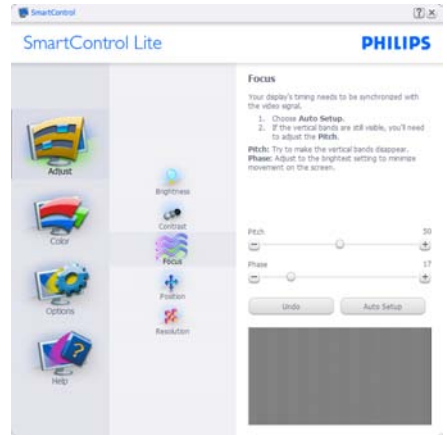 SmartControl
SmartControl Lite
PHILIPS
Adjust
Color
Options
Help
Brightness
Contrast
Focus
Position
Resolution
Focus
Your display's timing needs to be synchronized with
the video signal.
1. Choose Auto Setup.
2. If the vertical bands are still visible, you'll need
to adjust the Pitch.
Pitch: Try to make the vertical bands disappear.
Phase: Adjust to the brightest setting to minimize
movement on the screen.
Pitch 50
Phase 17
Undo Auto Setup